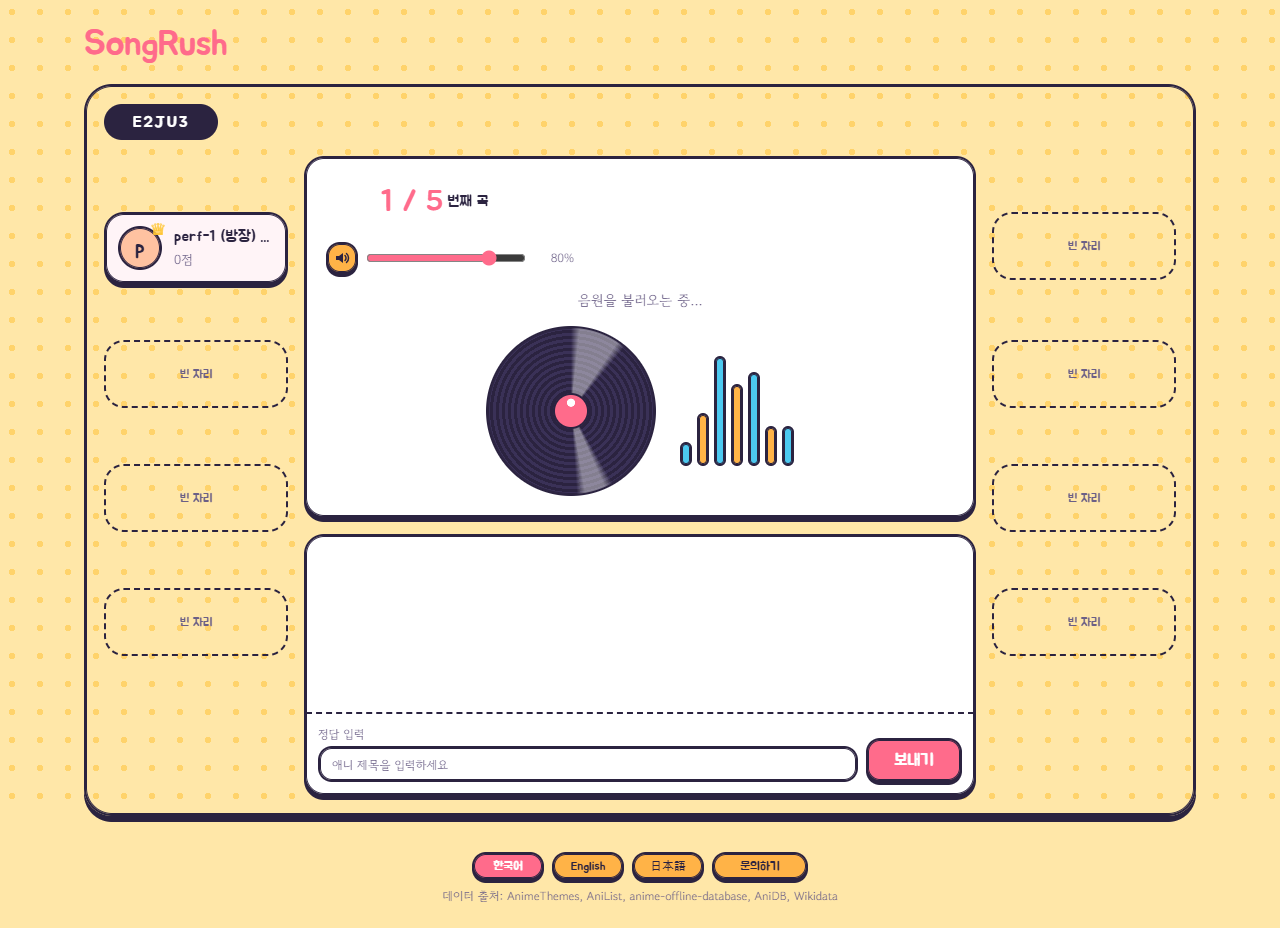 SongRush
E2JU3
1 / 5 번째 곡
P
perf-1 (방장) ...
0점
80%
음원을 불러오는 중...
빈 자리
빈 자리
빈 자리
빈 자리
빈 자리
빈 자리
빈 자리
정답 입력
애니 제목을 입력하세요
보내기
한국어
English
日本語
문의하기
데이터 출처: AnimeThemes, AniList, anime-offline-database, AniDB, Wikidata